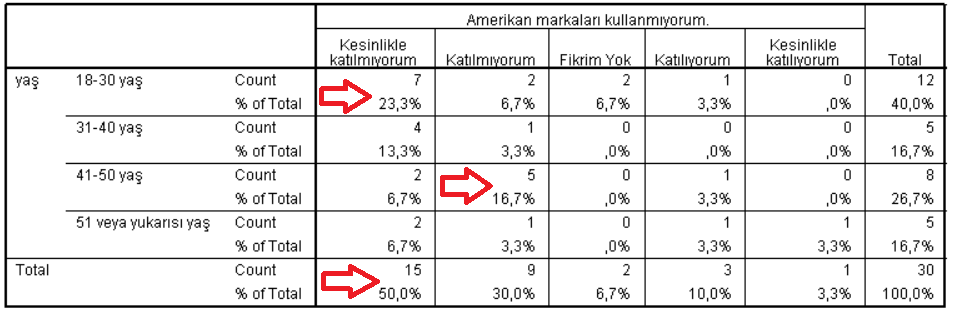 Amerikan markaları kullanmıyorum.
Kesinlikle katılmıyorum Katılmıyorum Fikrim Yok Katılıyorum Kesinlikle katılıyorum Total
yaş 18-30 yaş Count 7 2 2 1 0 12
% of Total 23,3% 6,7% 6,7% 3,3% ,0% 40,0%
31-40 yaş Count 4 1 0 0 0 5
% of Total 13,3% 3,3% ,0% ,0% ,0% 16,7%
41-50 yaş Count 2 5 0 1 0 8
% of Total 6,7% 16,7% ,0% 3,3% ,0% 26,7%
51 veya yukarısı yaş Count 2 1 0 1 1 5
% of Total 6,7% 3,3% ,0% 3,3% 3,3% 16,7%
Total Count 15 9 2 3 1 30
% of Total 50,0% 30,0% 6,7% 10,0% 3,3% 100,0%